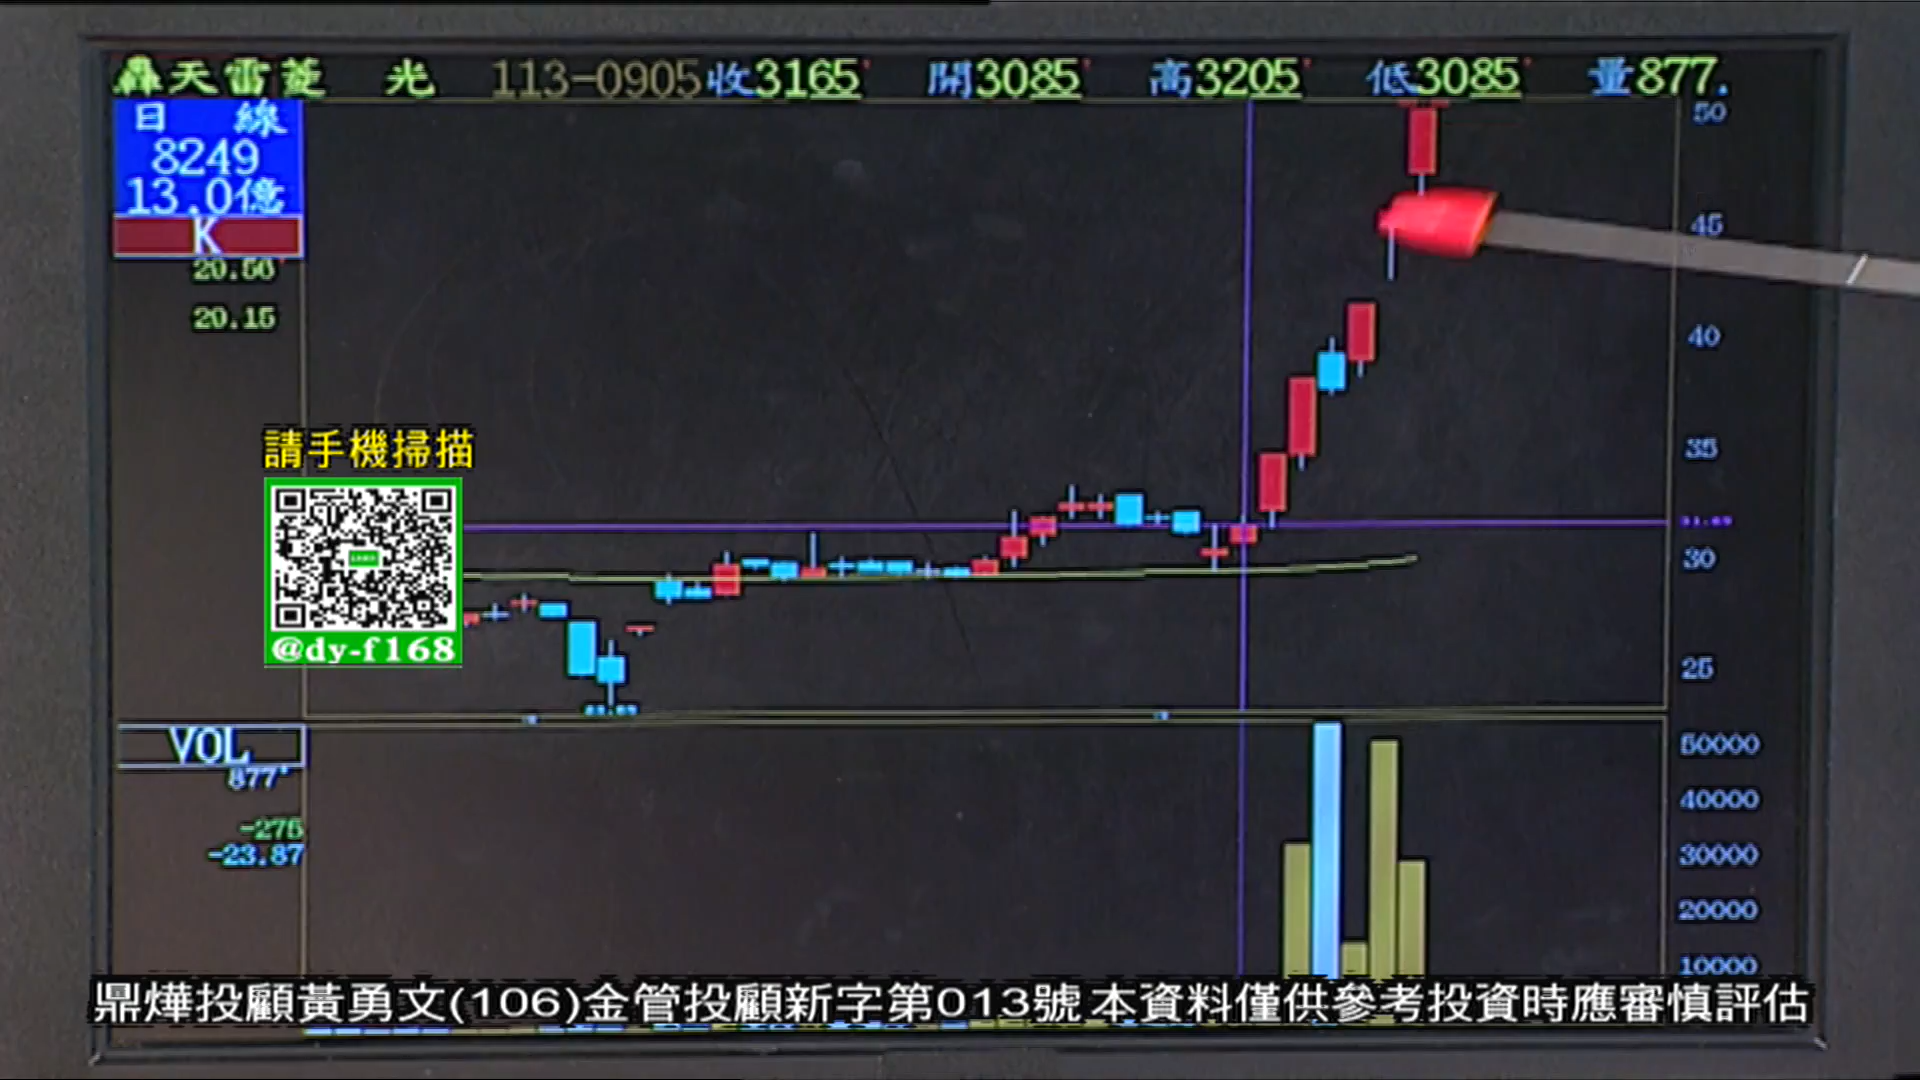 轟天雷菱 光 113-0905 收3165 開3085 高3205 低3085 量877.
日 線
8249
13.0億
K
20.50
20.15
50
45
40
35
30
25
請手機掃描
@dy-f168
VOL
877
-275
-23.87
50000
40000
30000
20000
10000
鼎燁投顧黃勇文(106)金管投顧新字第013號 本資料僅供參考投資時應審慎評估